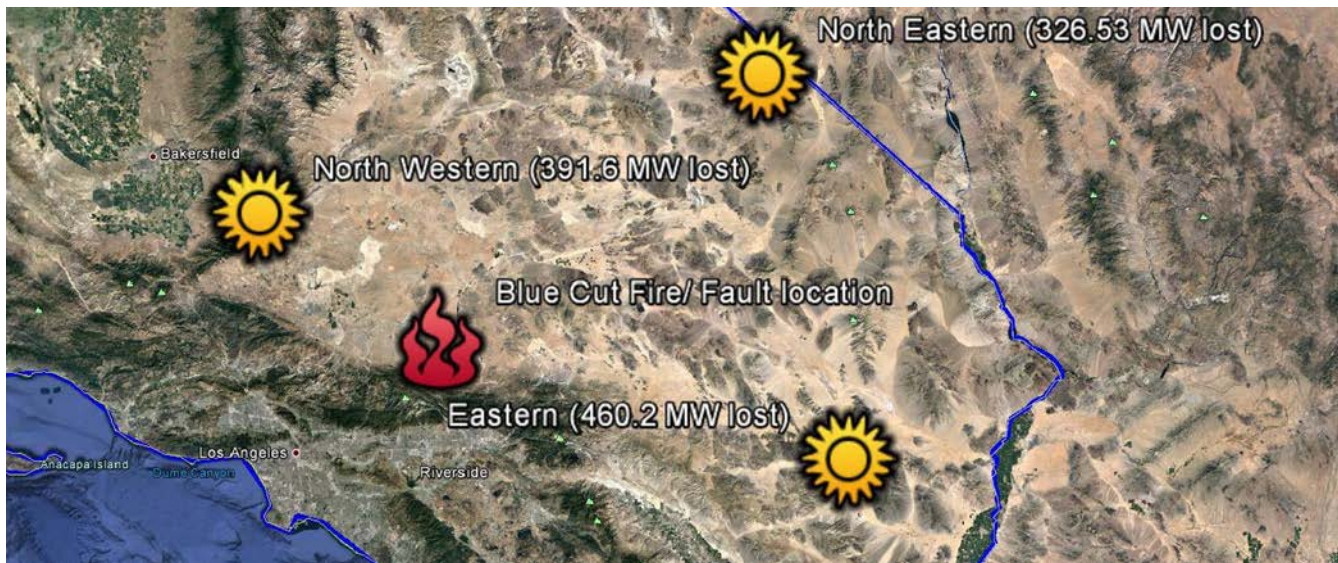 North Eastern (326.53 MW lost)
Bakersfield
North Western (391.6 MW lost)
Blue Cut Fire/ Fault location
Eastern (460.2 MW lost)
Los Angeles
Anacapa Island
Dume Canyon
Riverside